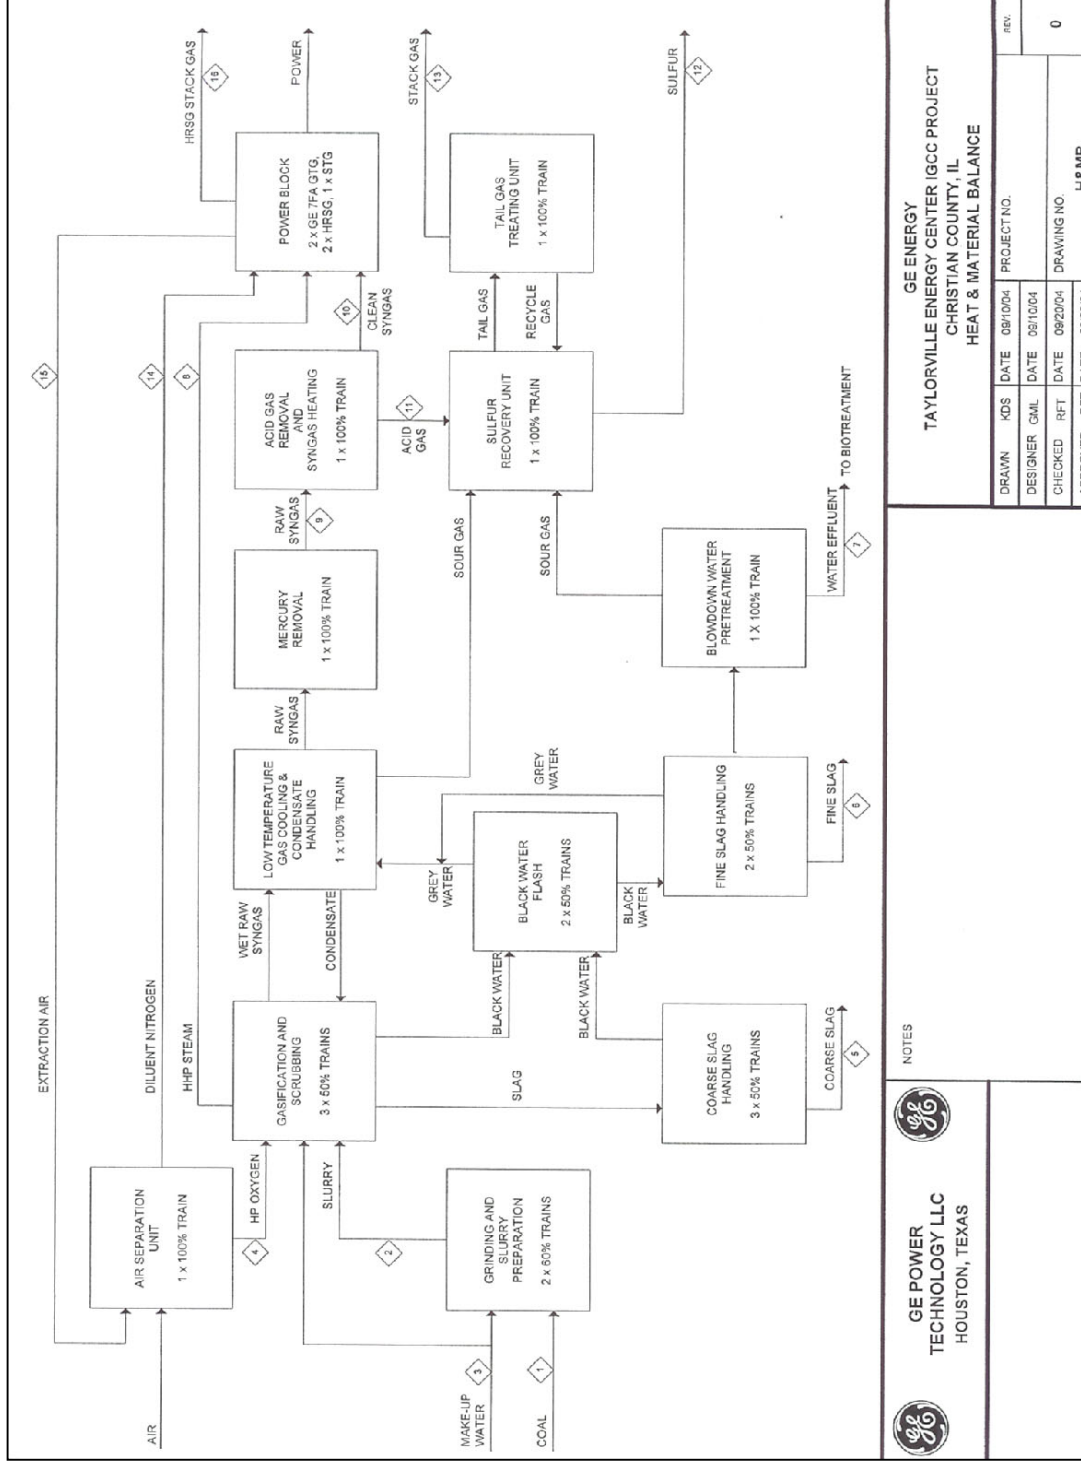 EXTRACTION AIR
15
DILUENT NITROGEN
14
HHP STEAM
8
HRSG STACK GAS
16
POWER
AIR
AIR SEPARATION
UNIT
1 x 100% TRAIN
4
HP OXYGEN
SLURRY
2
GASIFICATION AND
SCRUBBING
3 x 50% TRAINS
WET RAW
SYNGAS
CONDENSATE
LOW TEMPERATURE
GAS COOLING &
CONDENSATE
HANDLING
1 x 100% TRAIN
RAW
SYNGAS
MERCURY
REMOVAL
1 x 100% TRAIN
RAW
SYNGAS
9
ACID GAS
REMOVAL
AND
SYNGAS HEATING
1 x 100% TRAIN
10
CLEAN
SYNGAS
POWER BLOCK
2 x GE 7FA GTG,
2 x HRSG, 1 x STG
ACID
GAS
11
STACK GAS
13
MAKE-UP
WATER
3
COAL
1
GRINDING AND
SLURRY
PREPARATION
2 x 60% TRAINS
SLAG
BLACK WATER
BLACK WATER
GREY
WATER
BLACK WATER
FLASH
2 x 50% TRAINS
BLACK
WATER
GREY
WATER
SOUR GAS
SOUR GAS
SULFUR
RECOVERY UNIT
1 x 100% TRAIN
TAIL GAS
RECYCLE
GAS
TAIL GAS
TREATING UNIT
1 x 100% TRAIN
SULFUR
12
COARSE SLAG
HANDLING
3 x 50% TRAINS
COARSE SLAG
5
FINE SLAG HANDLING
2 x 50% TRAINS
FINE SLAG
6
BLOWDOWN WATER
PRETREATMENT
1 X 100% TRAIN
WATER EFFLUENT
7
TO BIOTREATMENT
GE POWER
TECHNOLOGY LLC
HOUSTON, TEXAS
NOTES
GE ENERGY
TAYLORVILLE ENERGY CENTER IGCC PROJECT
CHRISTIAN COUNTY, IL
HEAT & MATERIAL BALANCE
DRAWN KDS DATE 09/10/04 PROJECT NO. REV.
DESIGNER GML DATE 09/10/04
CHECKED RFT DATE 09/20/04 DRAWING NO. 0